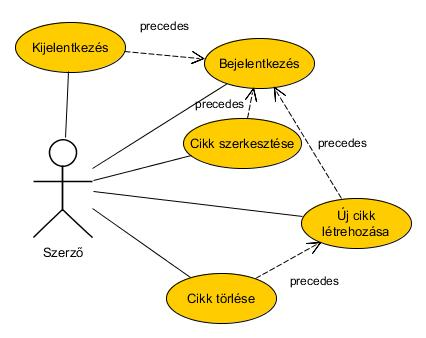 precedes
Kijelentkezés
Bejelentkezés
precedes
Cikk szerkesztése
precedes
Új cikk
létrehozása
Szerző
precedes
Cikk törlése